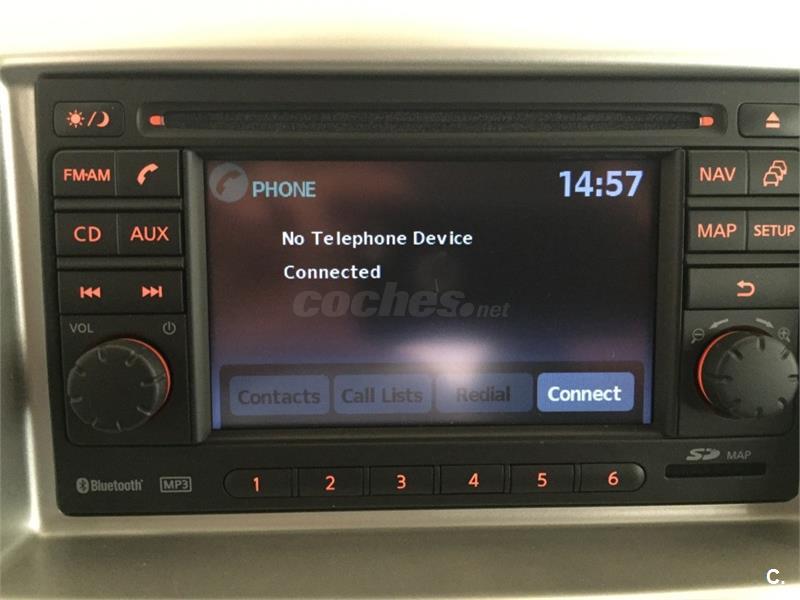 FM·AM
CD AUX
VOL
PHONE 14:57
No Telephone Device
Connected
coches.net
Contacts Call Lists Redial Connect
NAV
MAP SETUP
Bluetooth MP3 1 2 3 4 5 6 SD MAP
C.